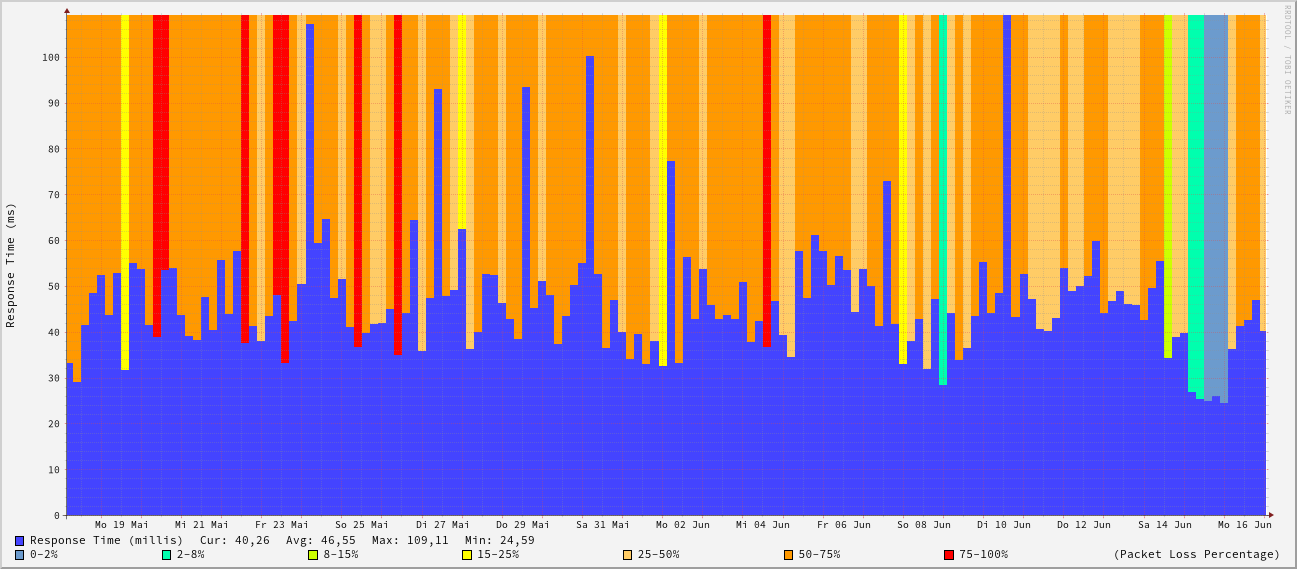 RRDTOOL / TOBI OETIKER
Response Time (ms)
100
90
80
70
60
50
40
30
20
10
0
Mo 19 Mai Mi 21 Mai Fr 23 Mai So 25 Mai Di 27 Mai Do 29 Mai Sa 31 Mai Mo 02 Jun Mi 04 Jun Fr 06 Jun So 08 Jun Di 10 Jun Do 12 Jun Sa 14 Jun Mo 16 Jun
Response Time (millis) Cur: 40,26 Avg: 46,55 Max: 109,11 Min: 24,59
0-2% 2-8% 8-15% 15-25% 25-50% 50-75% 75-100% (Packet Loss Percentage)